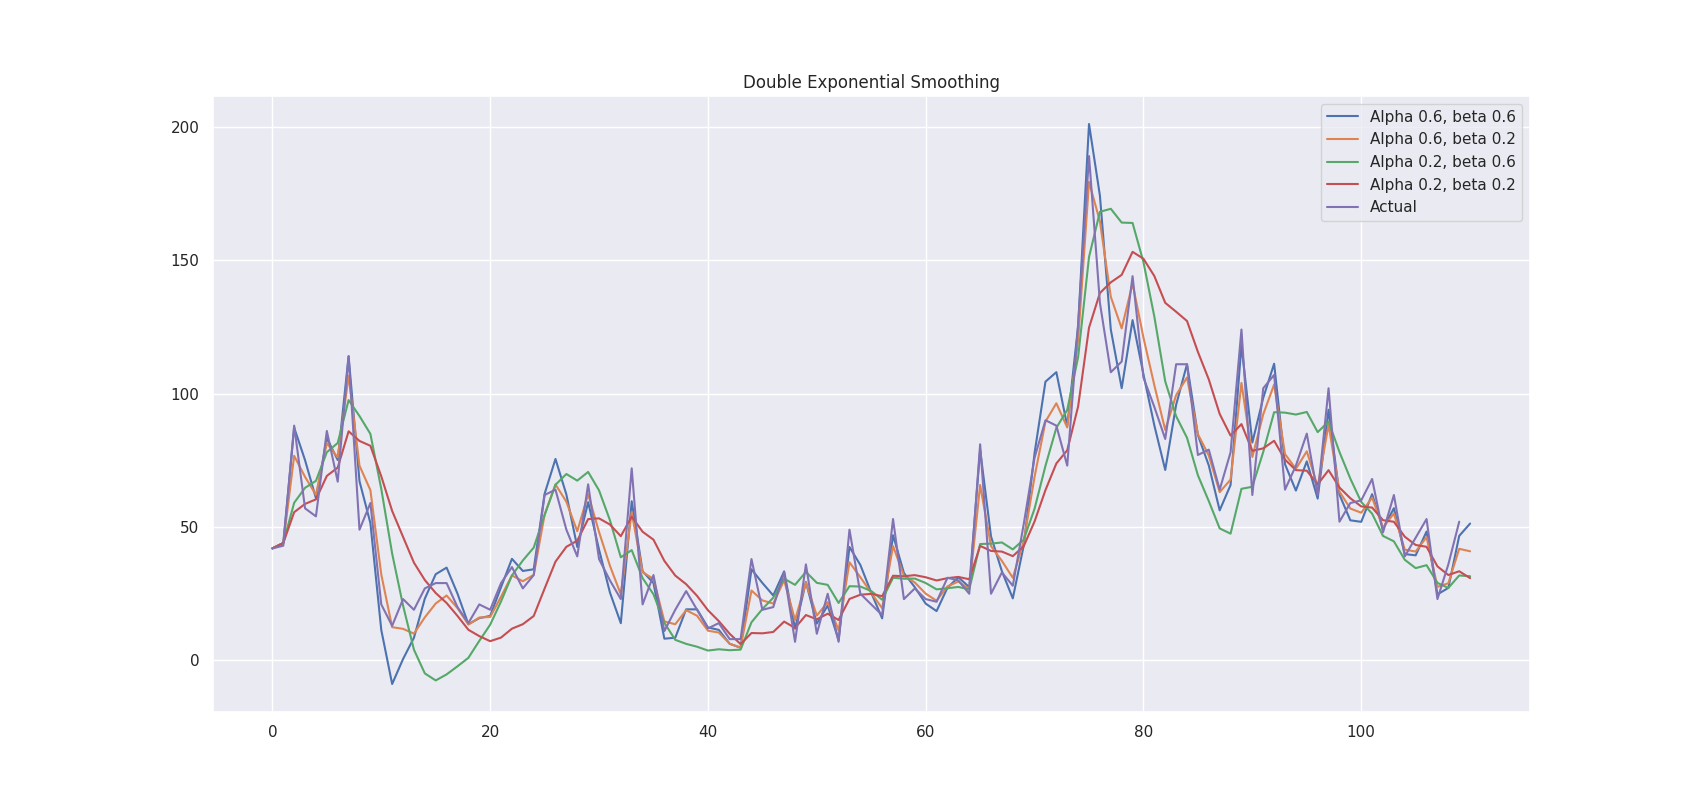 Double Exponential Smoothing
Alpha 0.6, beta 0.6
Alpha 0.6, beta 0.2
Alpha 0.2, beta 0.6
Alpha 0.2, beta 0.2
Actual
200
150
100
50
0
0 20 40 60 80 100